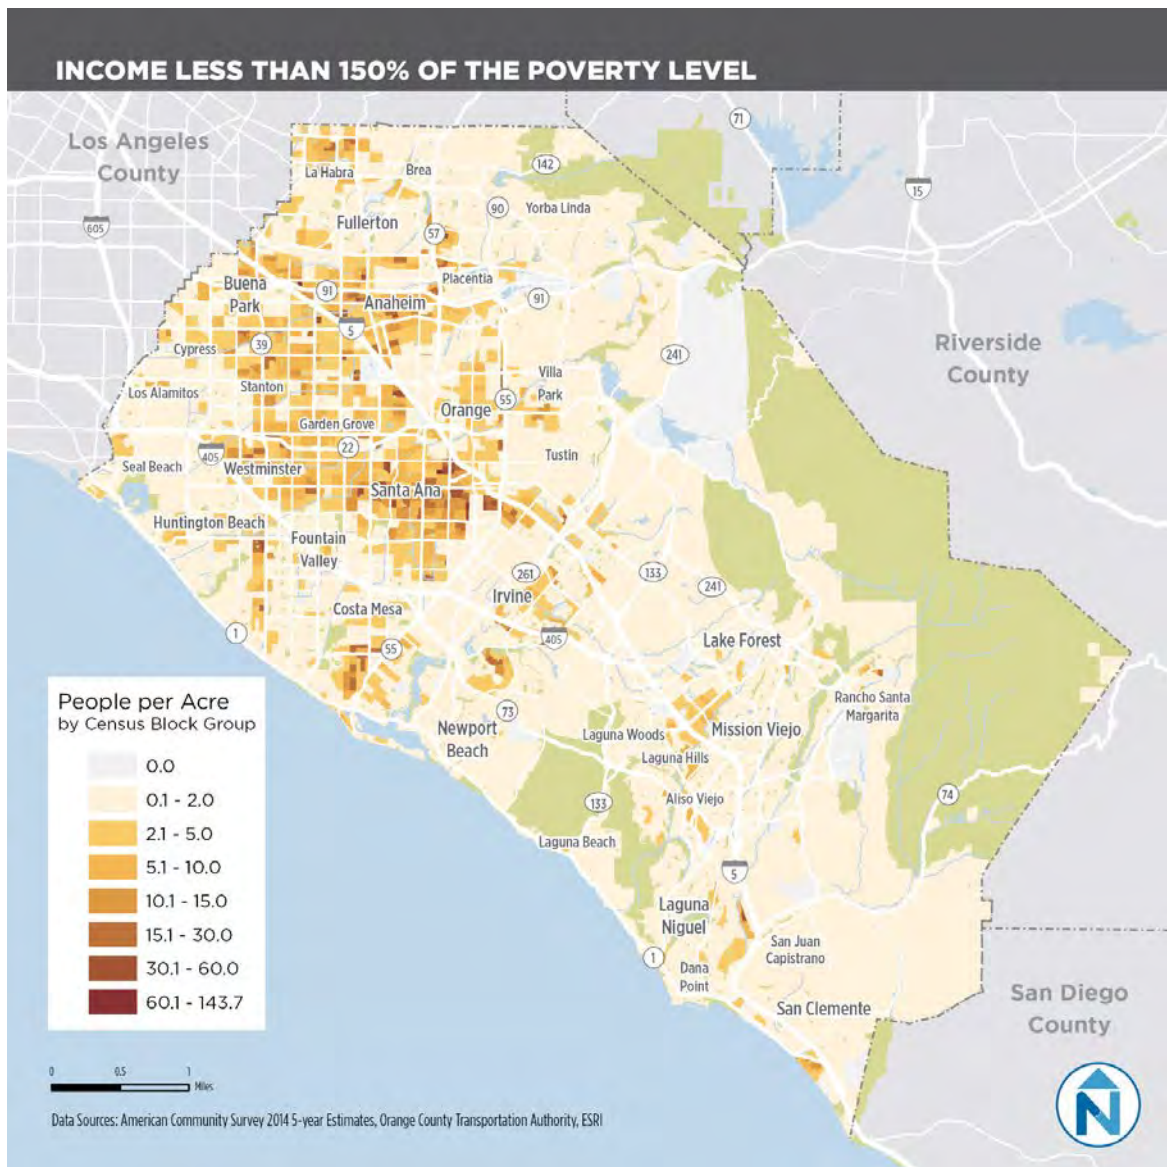 INCOME LESS THAN 150% OF THE POVERTY LEVEL
Los Angeles
County
71
142
La Habra
Brea
15
605
90
Yorba Linda
Fullerton
57
Buena
Park
91
Placentia
Anaheim
91
5
39
Cypress
241
Riverside
County
Villa
Park
Stanton
Los Alamitos
55
Orange
Garden Grove
22
405
Seal Beach
Westminster
Tustin
Santa Ana
Huntington Beach
Fountain
Valley
261
133
241
Irvine
Costa Mesa
1
405
55
Lake Forest
Rancho Santa
Margarita
73
Newport
Beach
Laguna Woods
Mission Viejo
Laguna Hills
Aliso Viejo
133
74
Laguna Beach
5
Laguna
Niguel
San Juan
Capistrano
1
Dana
Point
San Clemente
San Diego
County
People per Acre
by Census Block Group
0.0
0.1 - 2.0
2.1 - 5.0
5.1 - 10.0
10.1 - 15.0
15.1 - 30.0
30.1 - 60.0
60.1 - 143.7
0 0.5 1
Miles
N
Data Sources: American Community Survey 2014 5-year Estimates, Orange County Transportation Authority, ESRI